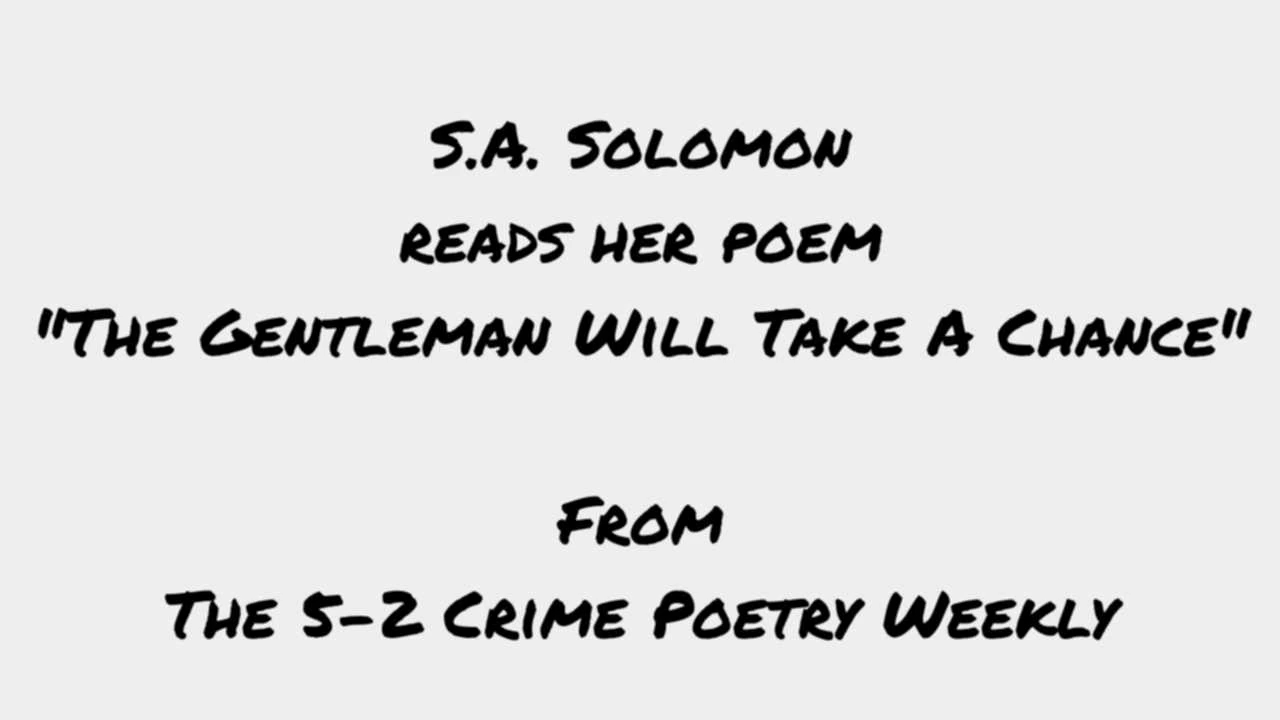 S.A. Solomon
reads her poem
"The Gentleman Will Take A Chance"
From
The 5-2 Crime Poetry Weekly